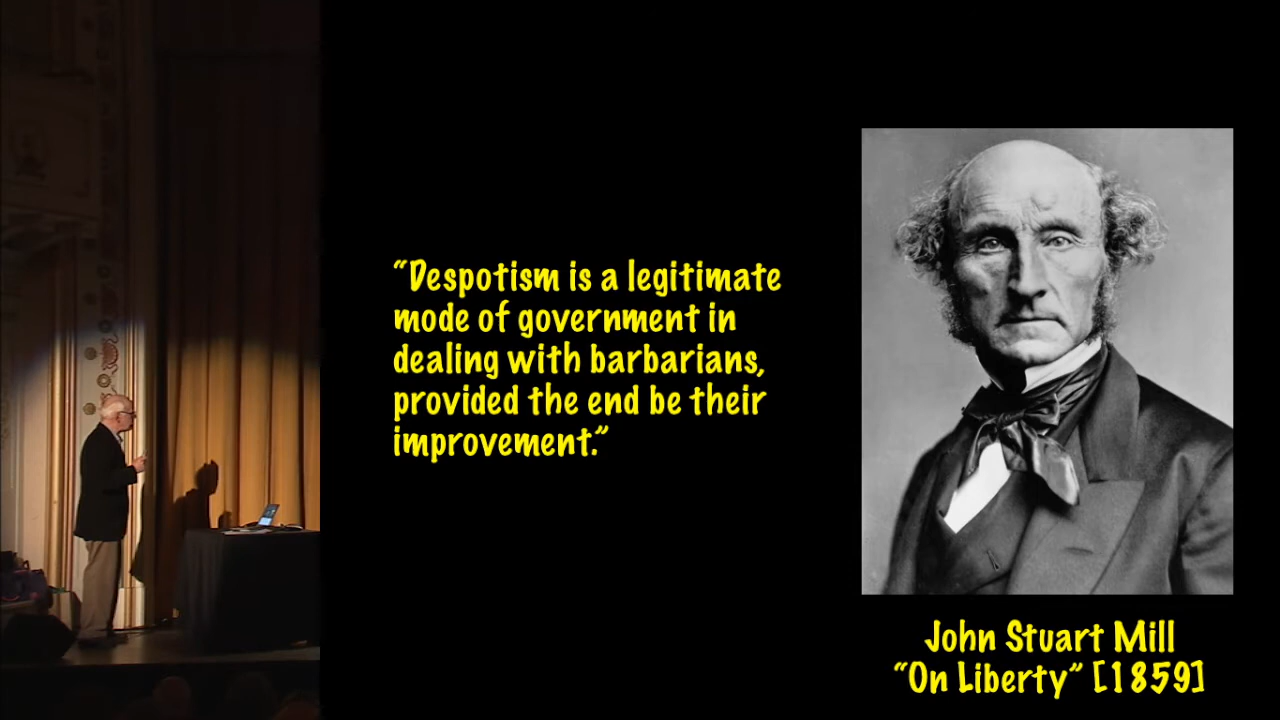 “Despotism is a legitimate
mode of government in
dealing with barbarians,
provided the end be their
improvement.”
John Stuart Mill
“On Liberty” [1859]